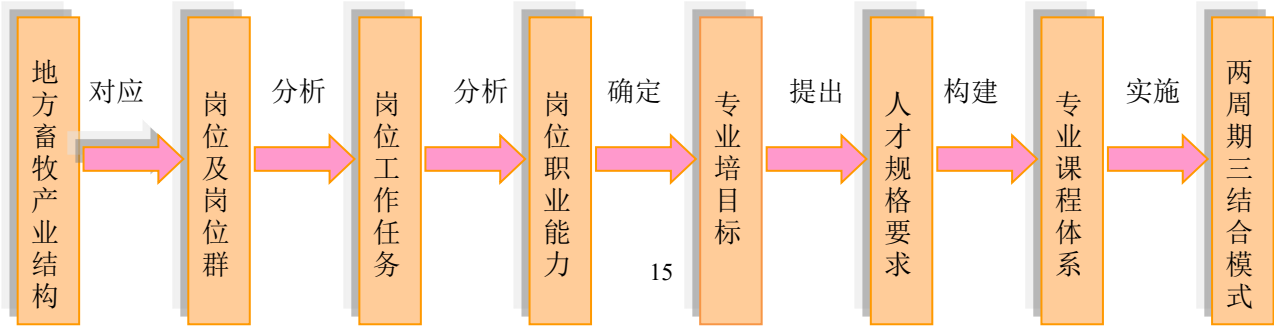 地方畜牧产业结构
对应
岗位及岗位群
分析
岗位工作任务
分析
岗位职业能力
确定
专业培目标
提出
人才规格要求
构建
专业课程体系
实施
两周期三结合模式
15